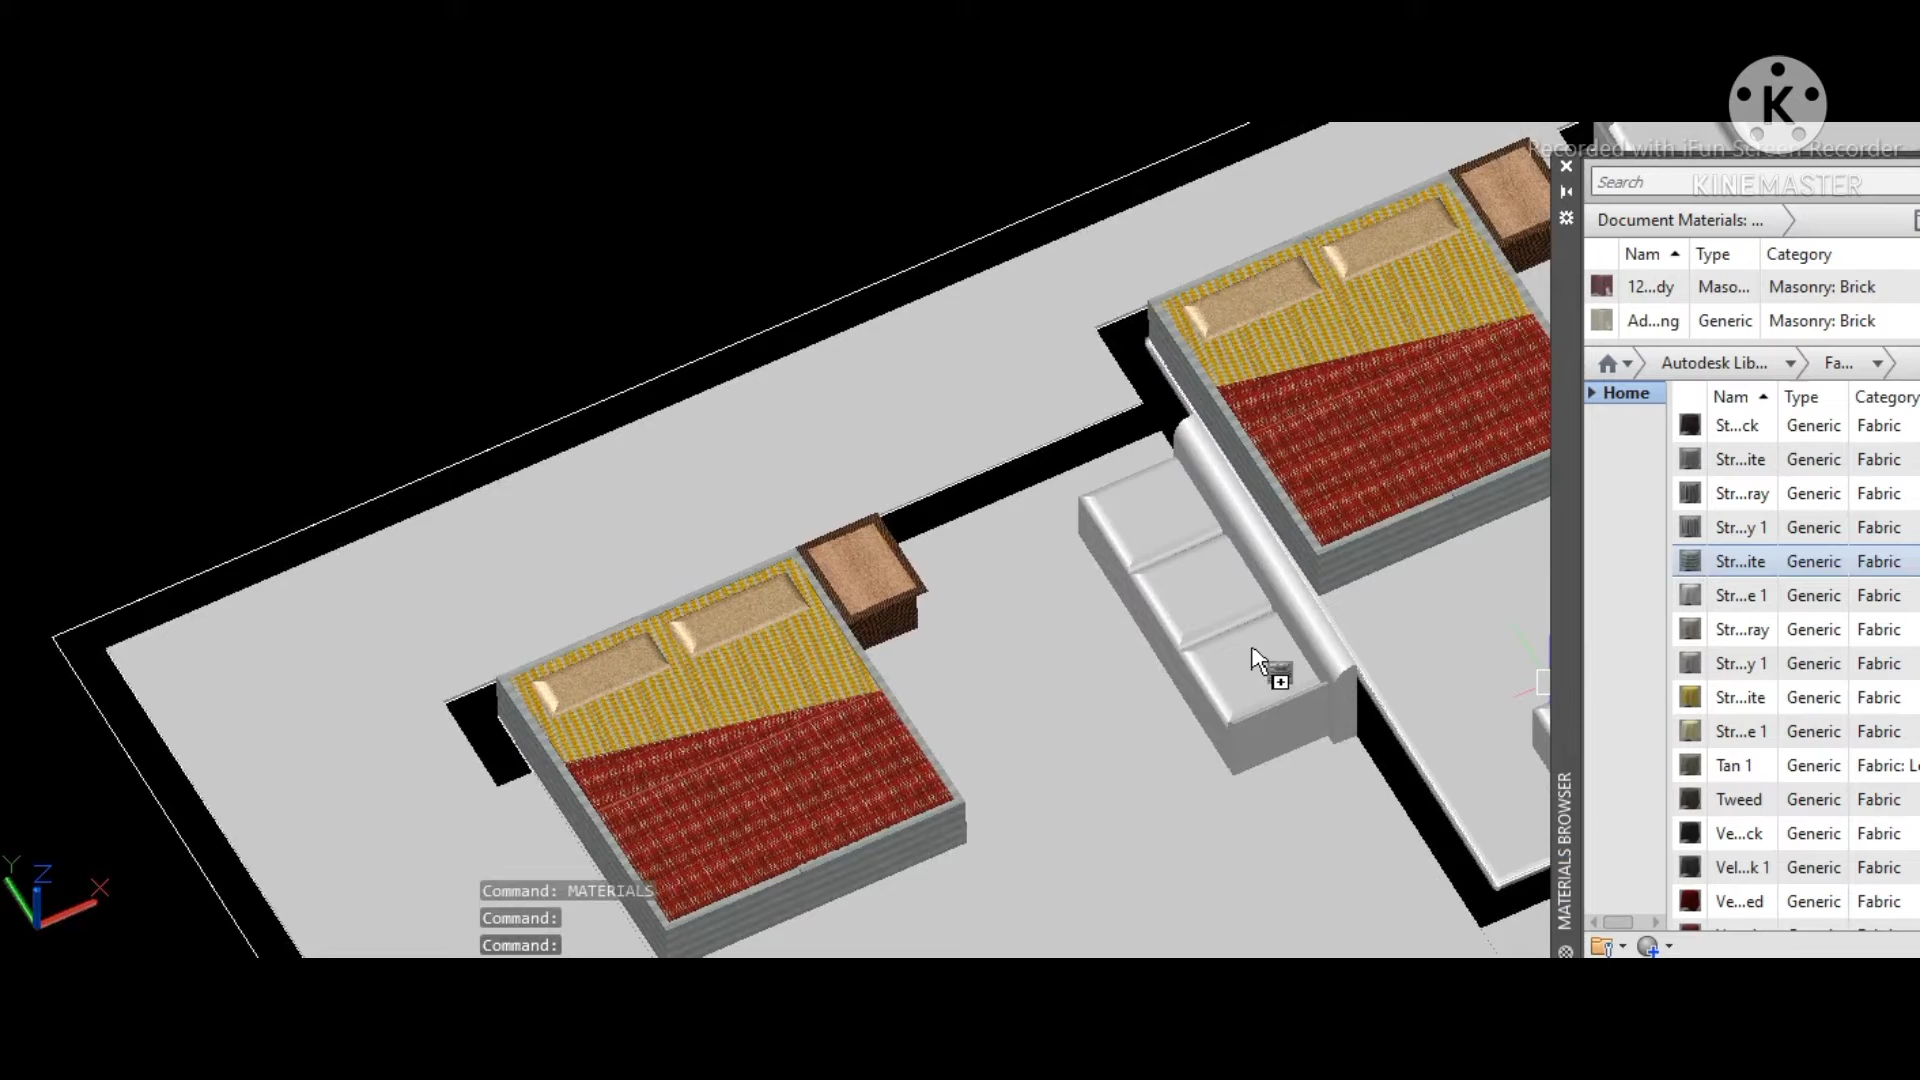 K
Recorded with iFun Screen Recorder
KINEMASTER
Search
Document Materials: ...
Nam Type Category
12...dy Maso... Masonry: Brick
Ad...ng Generic Masonry: Brick
Autodesk Lib... Fa...
Home
Nam Type Category
St...ck Generic Fabric
Str...ite Generic Fabric
Str...ray Generic Fabric
Str...y 1 Generic Fabric
Str...ite Generic Fabric
Str...e 1 Generic Fabric
Str...ray Generic Fabric
Str...y 1 Generic Fabric
Str...ite Generic Fabric
Str...e 1 Generic Fabric
Tan 1 Generic Fabric: Le
Tweed Generic Fabric
Ve...ck Generic Fabric
Vel...k 1 Generic Fabric
Ve...ed Generic Fabric
MATERIALS BROWSER
Command: MATERIALS
Command:
Command:
Y
Z
X